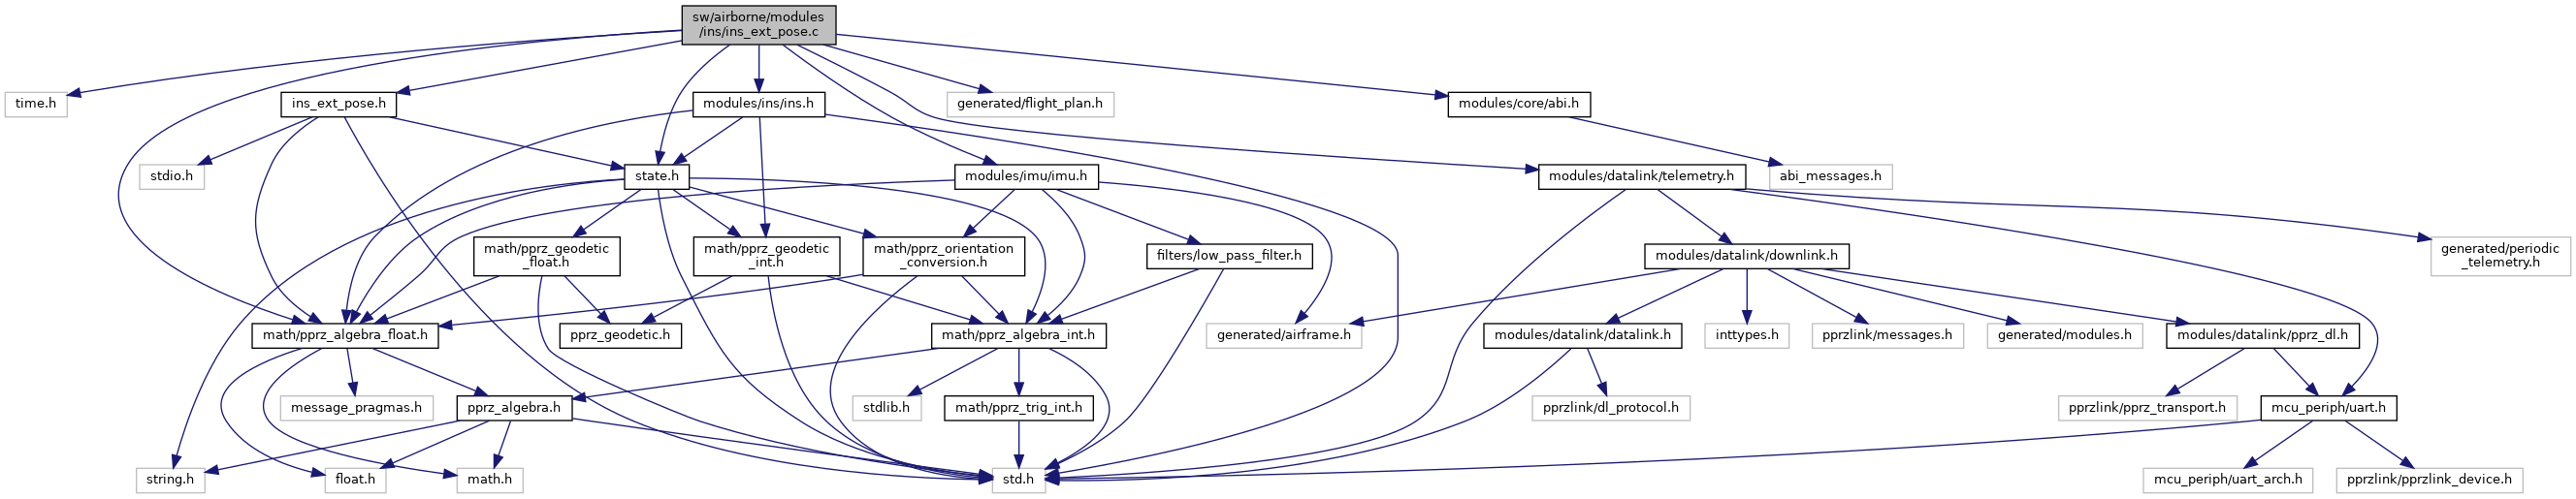 sw/airborne/modules
/ins/ins_ext_pose.c
time.h
ins_ext_pose.h
modules/ins/ins.h
generated/flight_plan.h
modules/core/abi.h
stdio.h
state.h
modules/imu/imu.h
modules/datalink/telemetry.h
abi_messages.h
math/pprz_geodetic
_float.h
math/pprz_geodetic
_int.h
math/pprz_orientation
_conversion.h
filters/low_pass_filter.h
modules/datalink/downlink.h
generated/periodic
_telemetry.h
math/pprz_algebra_float.h
pprz_geodetic.h
math/pprz_algebra_int.h
generated/airframe.h
modules/datalink/datalink.h
inttypes.h
pprzlink/messages.h
generated/modules.h
modules/datalink/pprz_dl.h
message_pragmas.h
pprz_algebra.h
stdlib.h
math/pprz_trig_int.h
pprzlink/dl_protocol.h
pprzlink/pprz_transport.h
mcu_periph/uart.h
string.h
float.h
math.h
std.h
mcu_periph/uart_arch.h
pprzlink/pprzlink_device.h